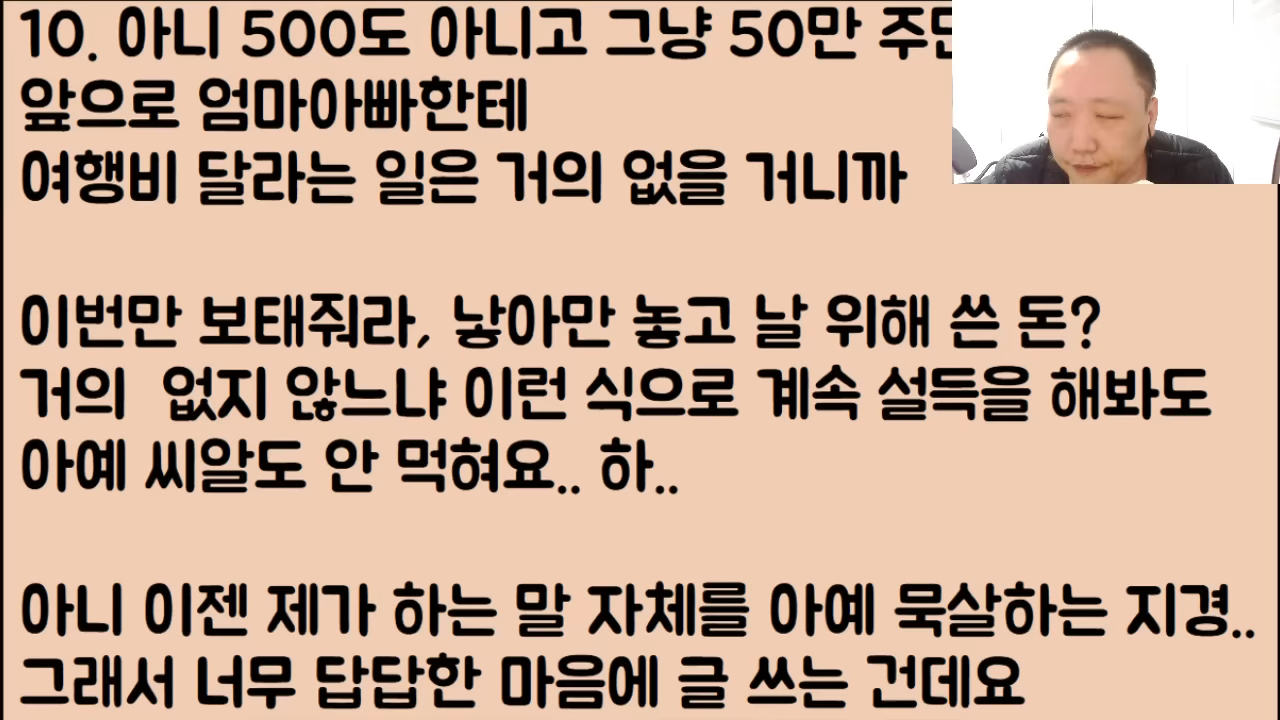 10. 아니 500도 아니고 그냥 50만
앞으로 엄마아빠한테
여행비 달라는 일은 거의 없을 거니까
이번만 보태줘라, 낳아만 놓고 날 위해 쓴 돈?
거의 없지 않느냐 이런 식으로 계속 설득을 해봐도
아예 씨알도 안 먹혀요.. 하..
아니 이젠 제가 하는 말 자체를 아예 묵살하는 지경..
그래서 너무 답답한 마음에 글 쓰는 건데요